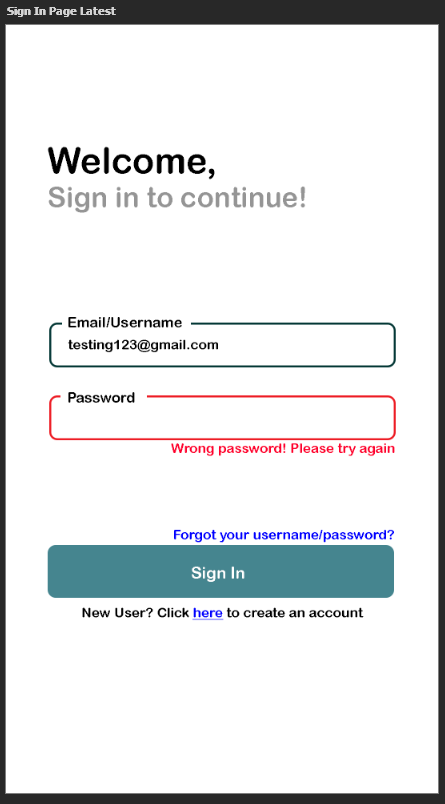 Sign In Page Latest
Welcome,
Sign in to continue!
Email/Username
testing123@gmail.com
Password
Wrong password! Please try again
Forgot your username/password?
Sign In
New User? Click here to create an account